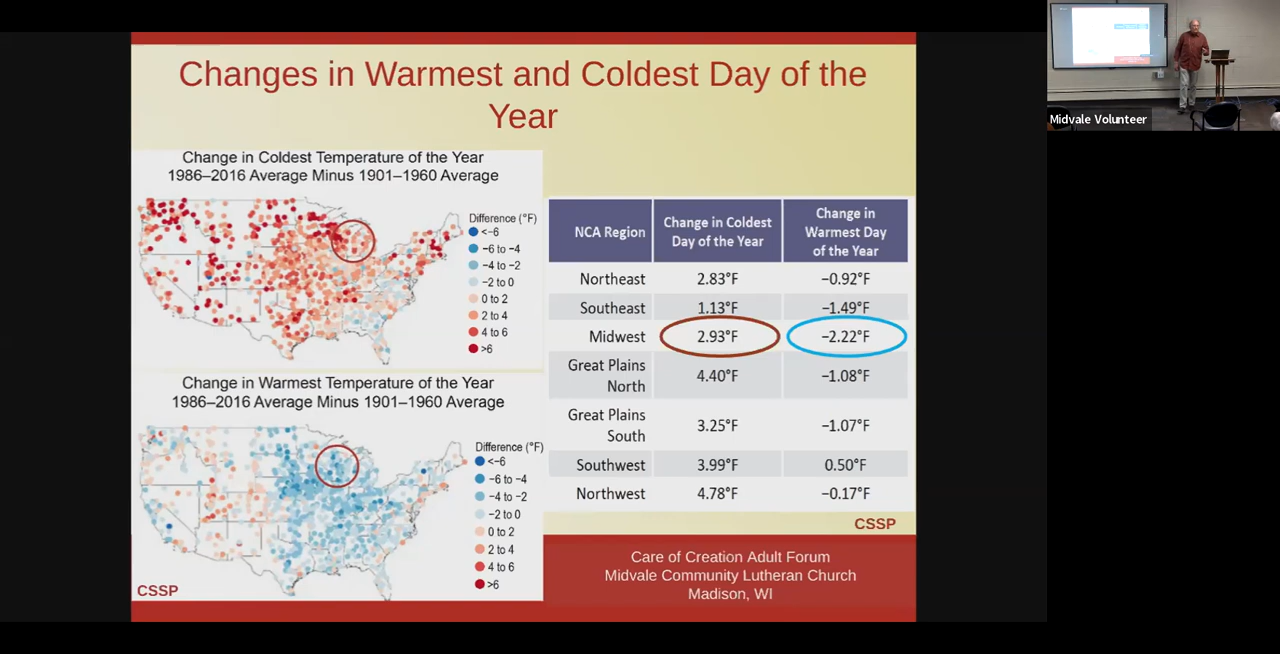 Changes in Warmest and Coldest Day of the
Year
Change in Coldest Temperature of the Year
1986–2016 Average Minus 1901–1960 Average
Difference (°F)
<−6
−6 to −4
−4 to −2
−2 to 0
0 to 2
2 to 4
4 to 6
>6
Change in Warmest Temperature of the Year
1986–2016 Average Minus 1901–1960 Average
Difference (°F)
<−6
−6 to −4
−4 to −2
−2 to 0
0 to 2
2 to 4
4 to 6
>6
CSSP
NCA Region
Change in Coldest
Day of the Year
Change in
Warmest Day
of the Year
Northeast 2.83°F −0.92°F
Southeast 1.13°F −1.49°F
Midwest 2.93°F −2.22°F
Great Plains
North 4.40°F −1.08°F
Great Plains
South 3.25°F −1.07°F
Southwest 3.99°F 0.50°F
Northwest 4.78°F −0.17°F
CSSP
Care of Creation Adult Forum
Midvale Community Lutheran Church
Madison, WI
Midvale Volunteer